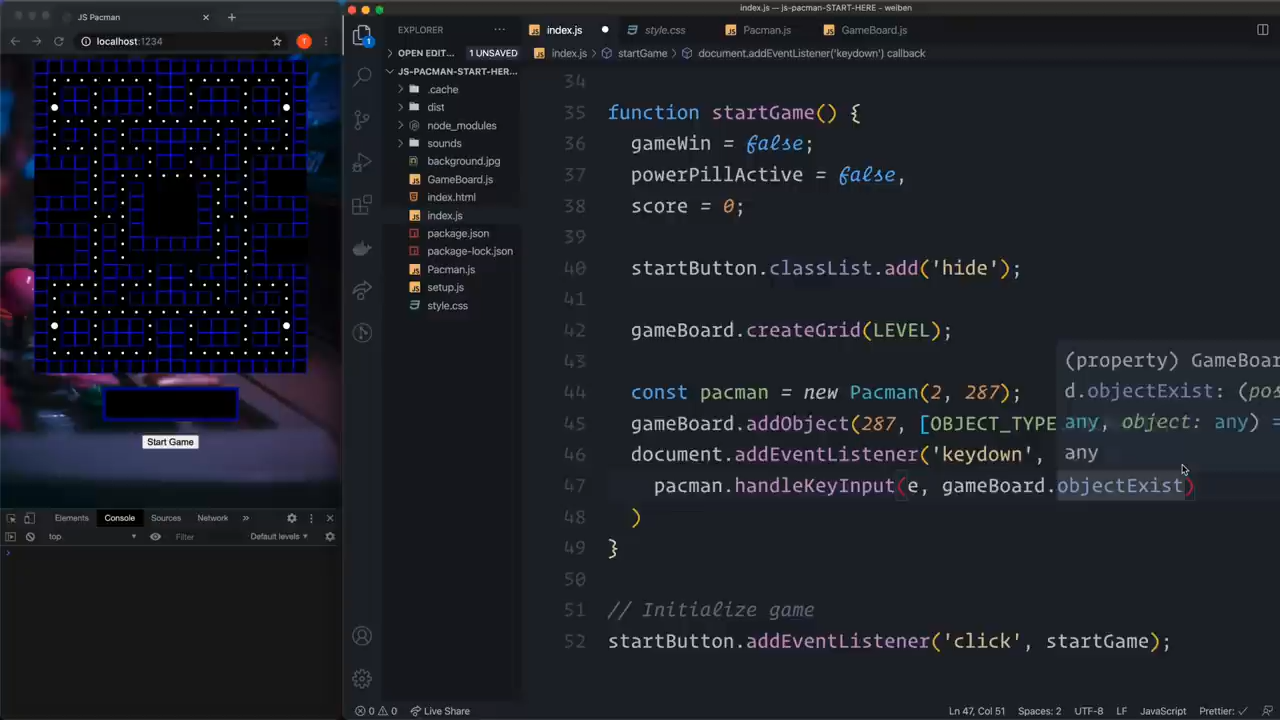 JS Pacman
localhost:1234
Start Game
Elements
Console
Sources
Network
»
top
Filter
Default levels
index.js — js-pacman-START-HERE — weiben
EXPLORER
OPEN EDIT...
1 UNSAVED
JS-PACMAN-START-HER...
.cache
dist
node_modules
sounds
background.jpg
GameBoard.js
index.html
index.js
package.json
package-lock.json
Pacman.js
setup.js
style.css
index.js
style.css
Pacman.js
GameBoard.js
index.js > startGame > document.addEventListener('keydown') callback
34
35 function startGame() {
36 gameWin = false;
37 powerPillActive = false,
38 score = 0;
39
40 startButton.classList.add('hide');
41
42 gameBoard.createGrid(LEVEL);
43
44 const pacman = new Pacman(2, 287);
45 gameBoard.addObject(287, [OBJECT_TYPE
46 document.addEventListener('keydown',
47 pacman.handleKeyInput(e, gameBoard.objectExist)
48 )
49 }
50
51 // Initialize game
52 startButton.addEventListener('click', startGame);
(property) GameBoar
d.objectExist: (pos
any, object: any) =
any
0 0
Live Share
Ln 47, Col 51
Spaces: 2
UTF-8
LF
JavaScript
Prettier: ✓